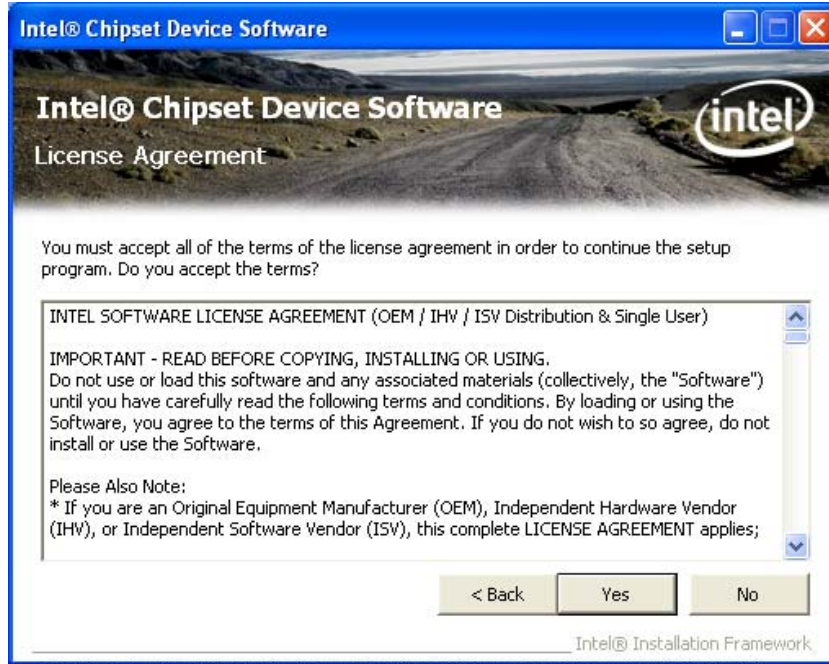 Intel® Chipset Device Software
Intel® Chipset Device Software
intel
License Agreement
You must accept all of the terms of the license agreement in order to continue the setup
program. Do you accept the terms?
INTEL SOFTWARE LICENSE AGREEMENT (OEM / IHV / ISV Distribution & Single User)
IMPORTANT - READ BEFORE COPYING, INSTALLING OR USING.
Do not use or load this software and any associated materials (collectively, the "Software")
until you have carefully read the following terms and conditions. By loading or using the
Software, you agree to the terms of this Agreement. If you do not wish to so agree, do not
install or use the Software.
Please Also Note:
* If you are an Original Equipment Manufacturer (OEM), Independent Hardware Vendor
(IHV), or Independent Software Vendor (ISV), this complete LICENSE AGREEMENT applies;
< Back
Yes
No
Intel® Installation Framework